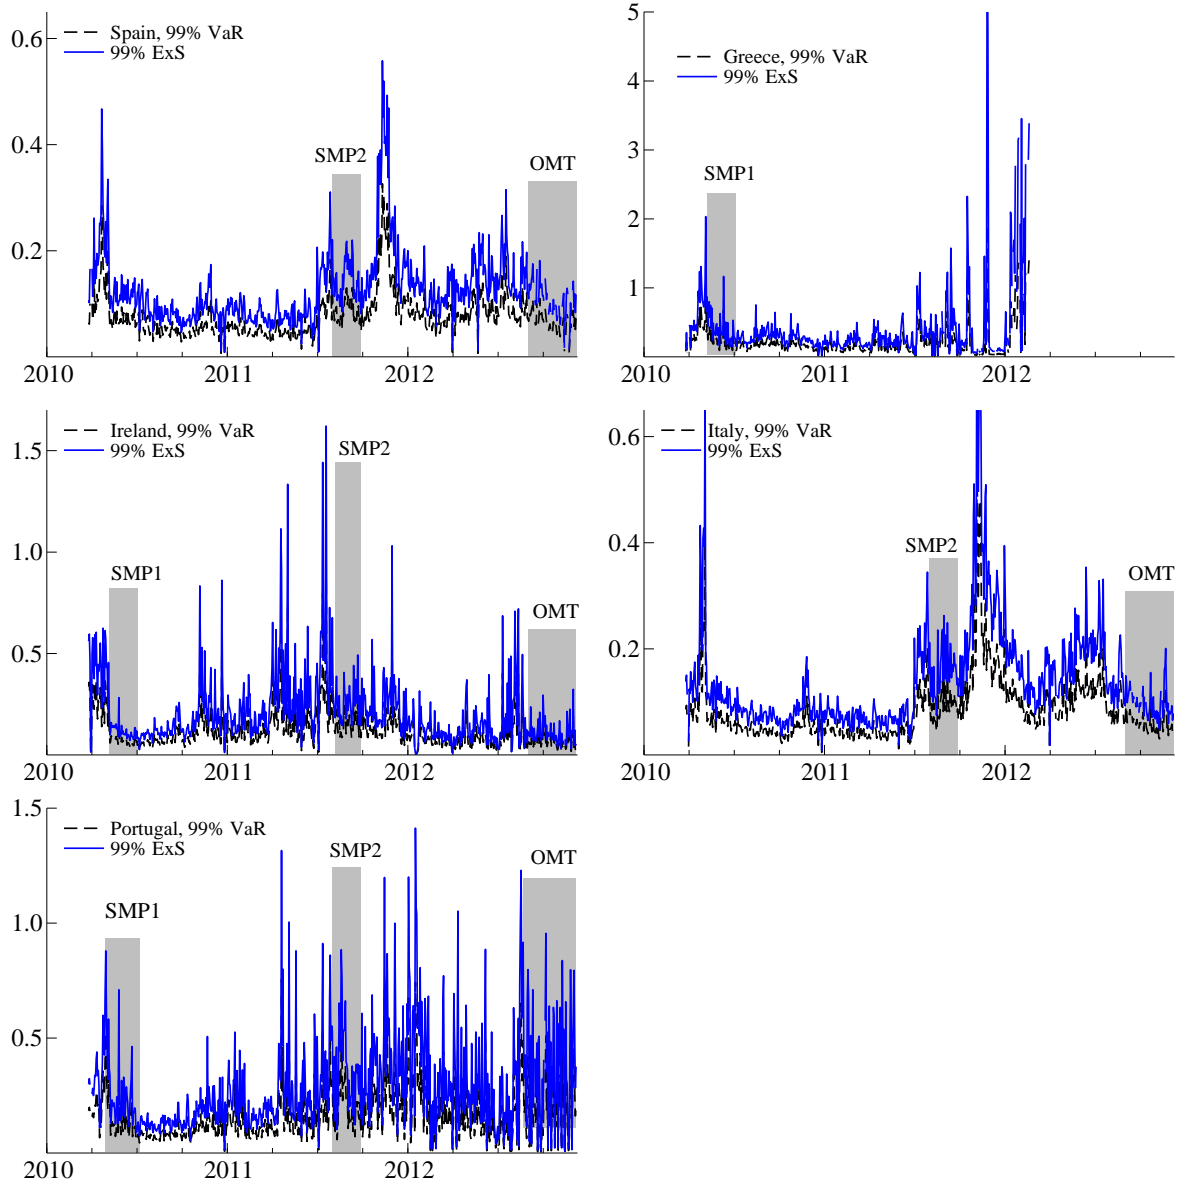 Spain, 99% VaR
99% ExS
0.6
0.4
0.2
SMP2
OMT
2010
2011
2012
Greece, 99% VaR
99% ExS
5
4
3
2
1
SMP1
2010
2011
2012
Ireland, 99% VaR
99% ExS
1.5
1.0
0.5
SMP1
SMP2
OMT
2010
2011
2012
Italy, 99% VaR
99% ExS
0.6
0.4
0.2
SMP2
OMT
2010
2011
2012
Portugal, 99% VaR
99% ExS
1.5
1.0
0.5
SMP1
SMP2
OMT
2010
2011
2012